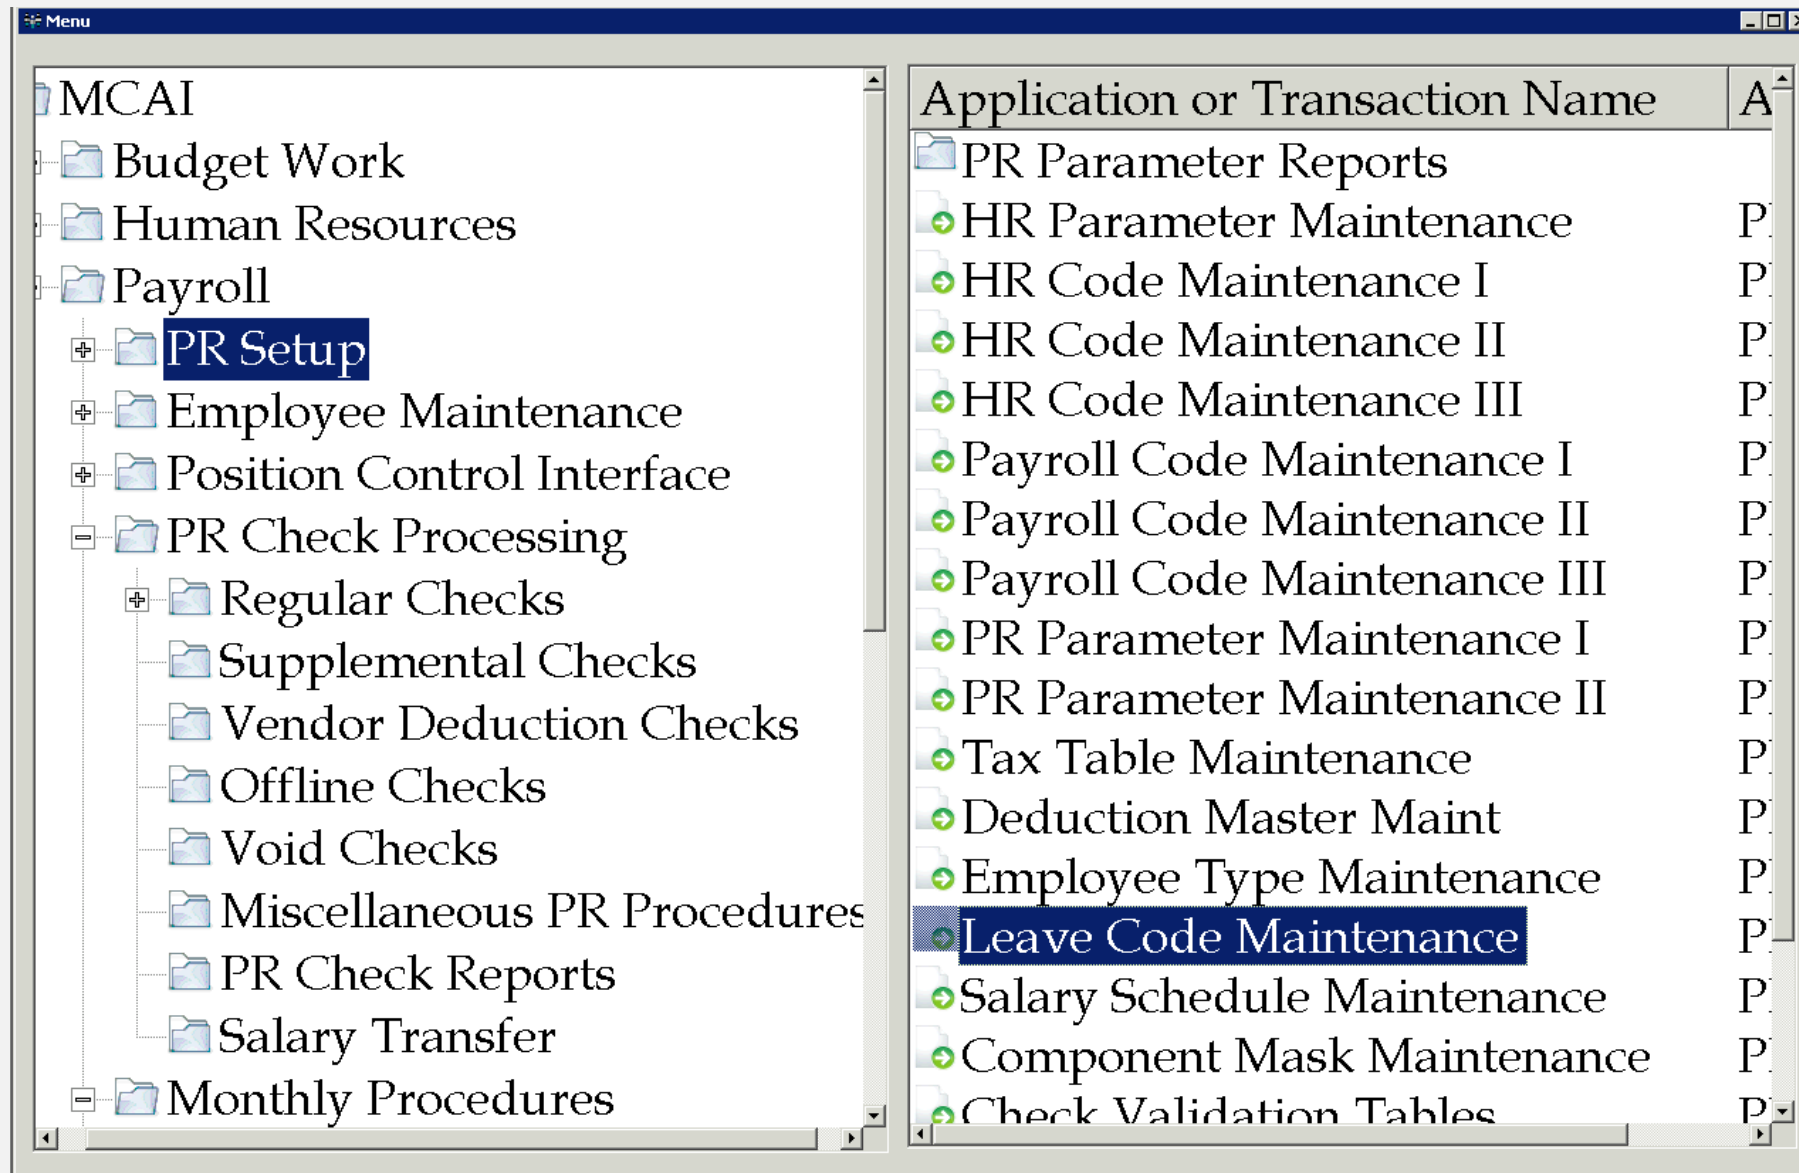 Menu
MCAI
Budget Work
Human Resources
Payroll
PR Setup
Employee Maintenance
Position Control Interface
PR Check Processing
Regular Checks
Supplemental Checks
Vendor Deduction Checks
Offline Checks
Void Checks
Miscellaneous PR Procedures
PR Check Reports
Salary Transfer
Monthly Procedures
Application or Transaction Name
PR Parameter Reports
HR Parameter Maintenance
HR Code Maintenance I
HR Code Maintenance II
HR Code Maintenance III
Payroll Code Maintenance I
Payroll Code Maintenance II
Payroll Code Maintenance III
PR Parameter Maintenance I
PR Parameter Maintenance II
Tax Table Maintenance
Deduction Master Maint
Employee Type Maintenance
Leave Code Maintenance
Salary Schedule Maintenance
Component Mask Maintenance
Check Validation Tables